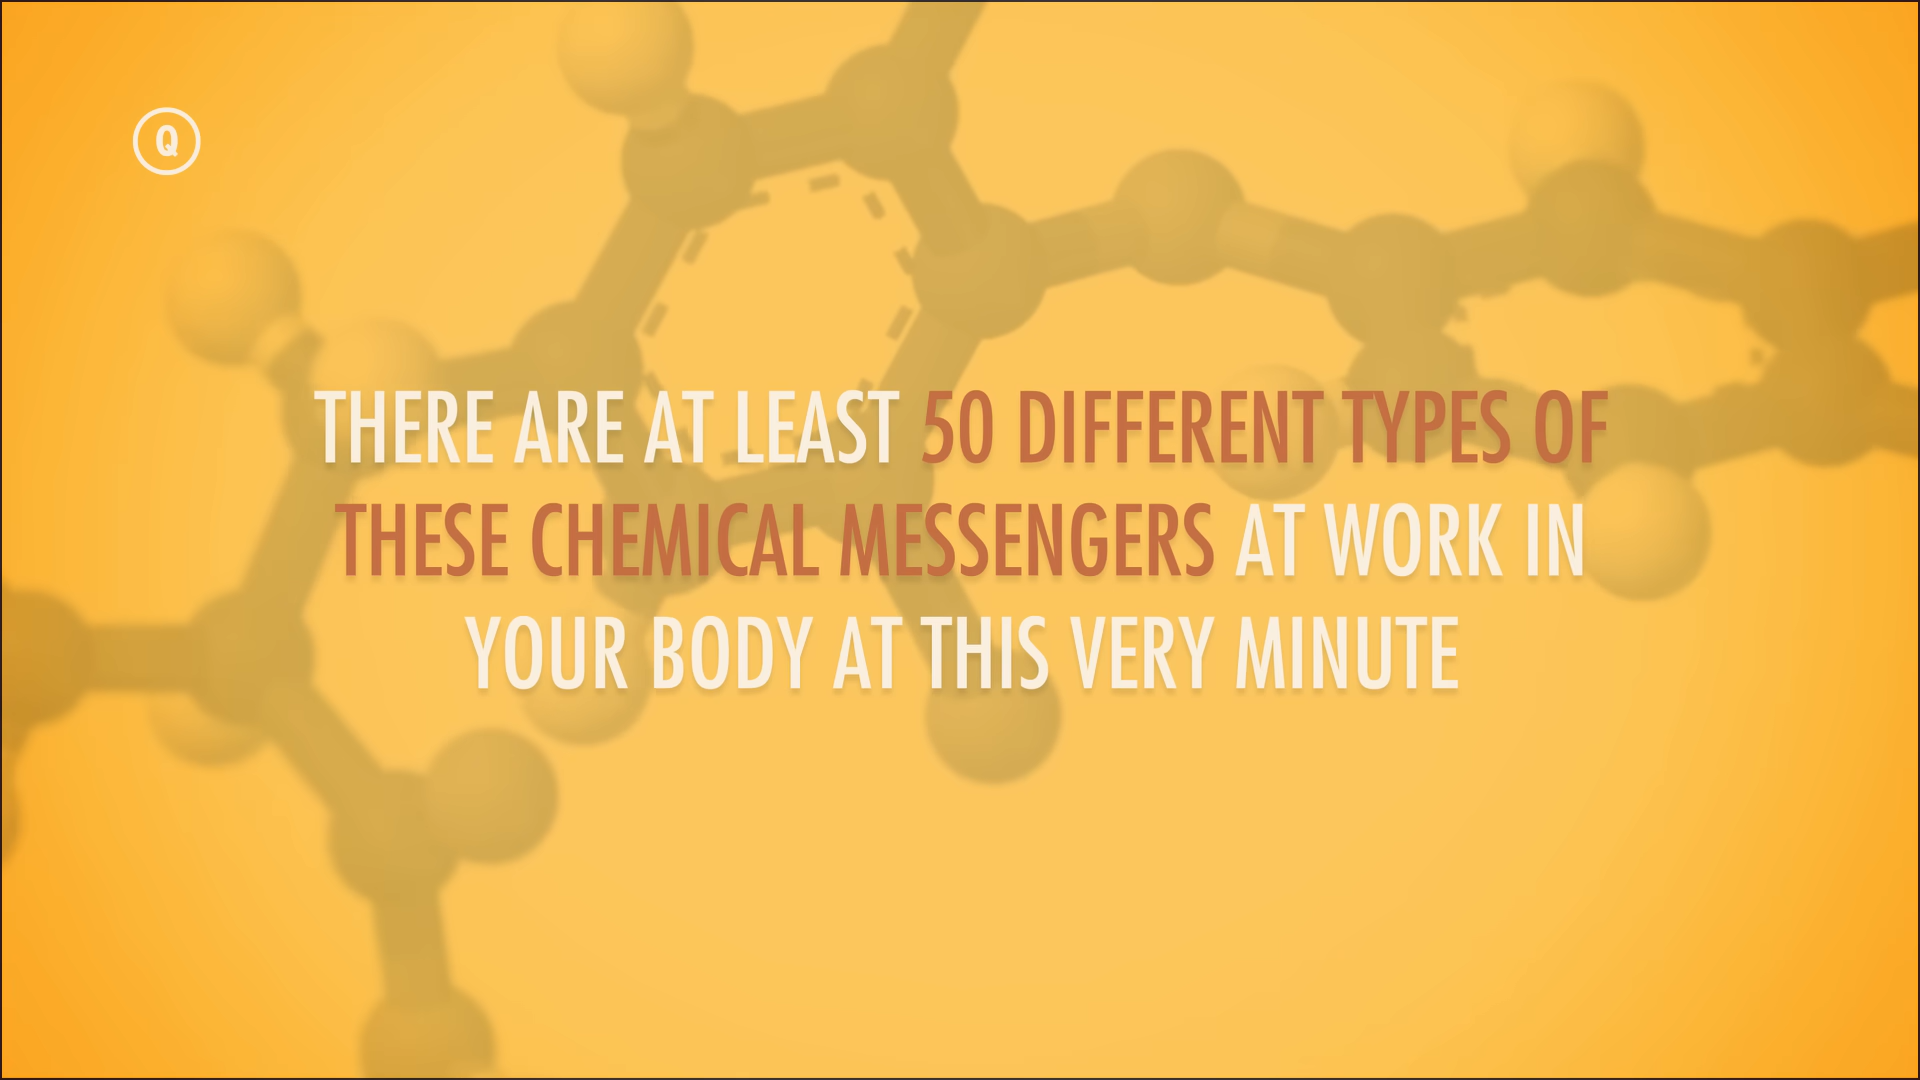 Q
THERE ARE AT LEAST 50 DIFFERENT TYPES OF
THESE CHEMICAL MESSENGERS AT WORK IN
YOUR BODY AT THIS VERY MINUTE